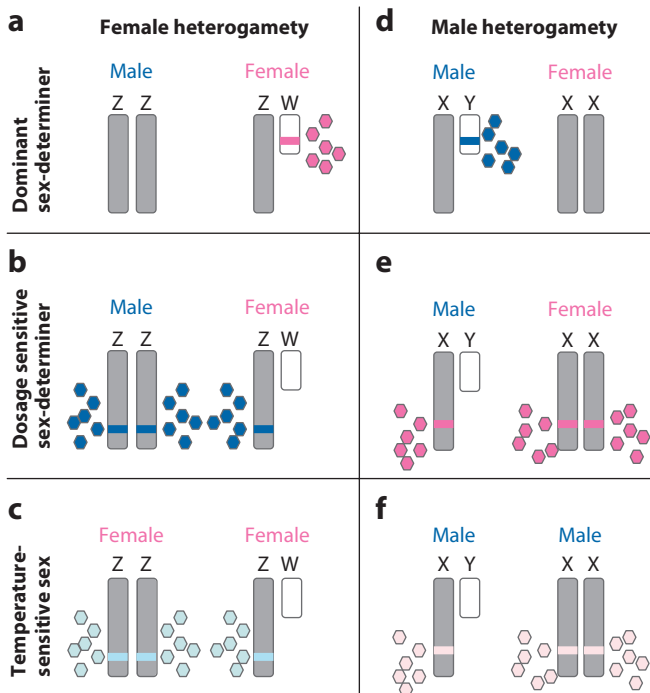 a
Female heterogamety
d
Male heterogamety
Dominant
sex-determiner
Male
Female
Z Z
Z W
Male
Female
X Y
X X
b
e
Dosage sensitive
sex-determiner
Male
Female
Z Z
Z W
Male
Female
X Y
X X
c
f
Temperature-
sensitive sex
Female
Female
Z Z
Z W
Male
Male
X Y
X X